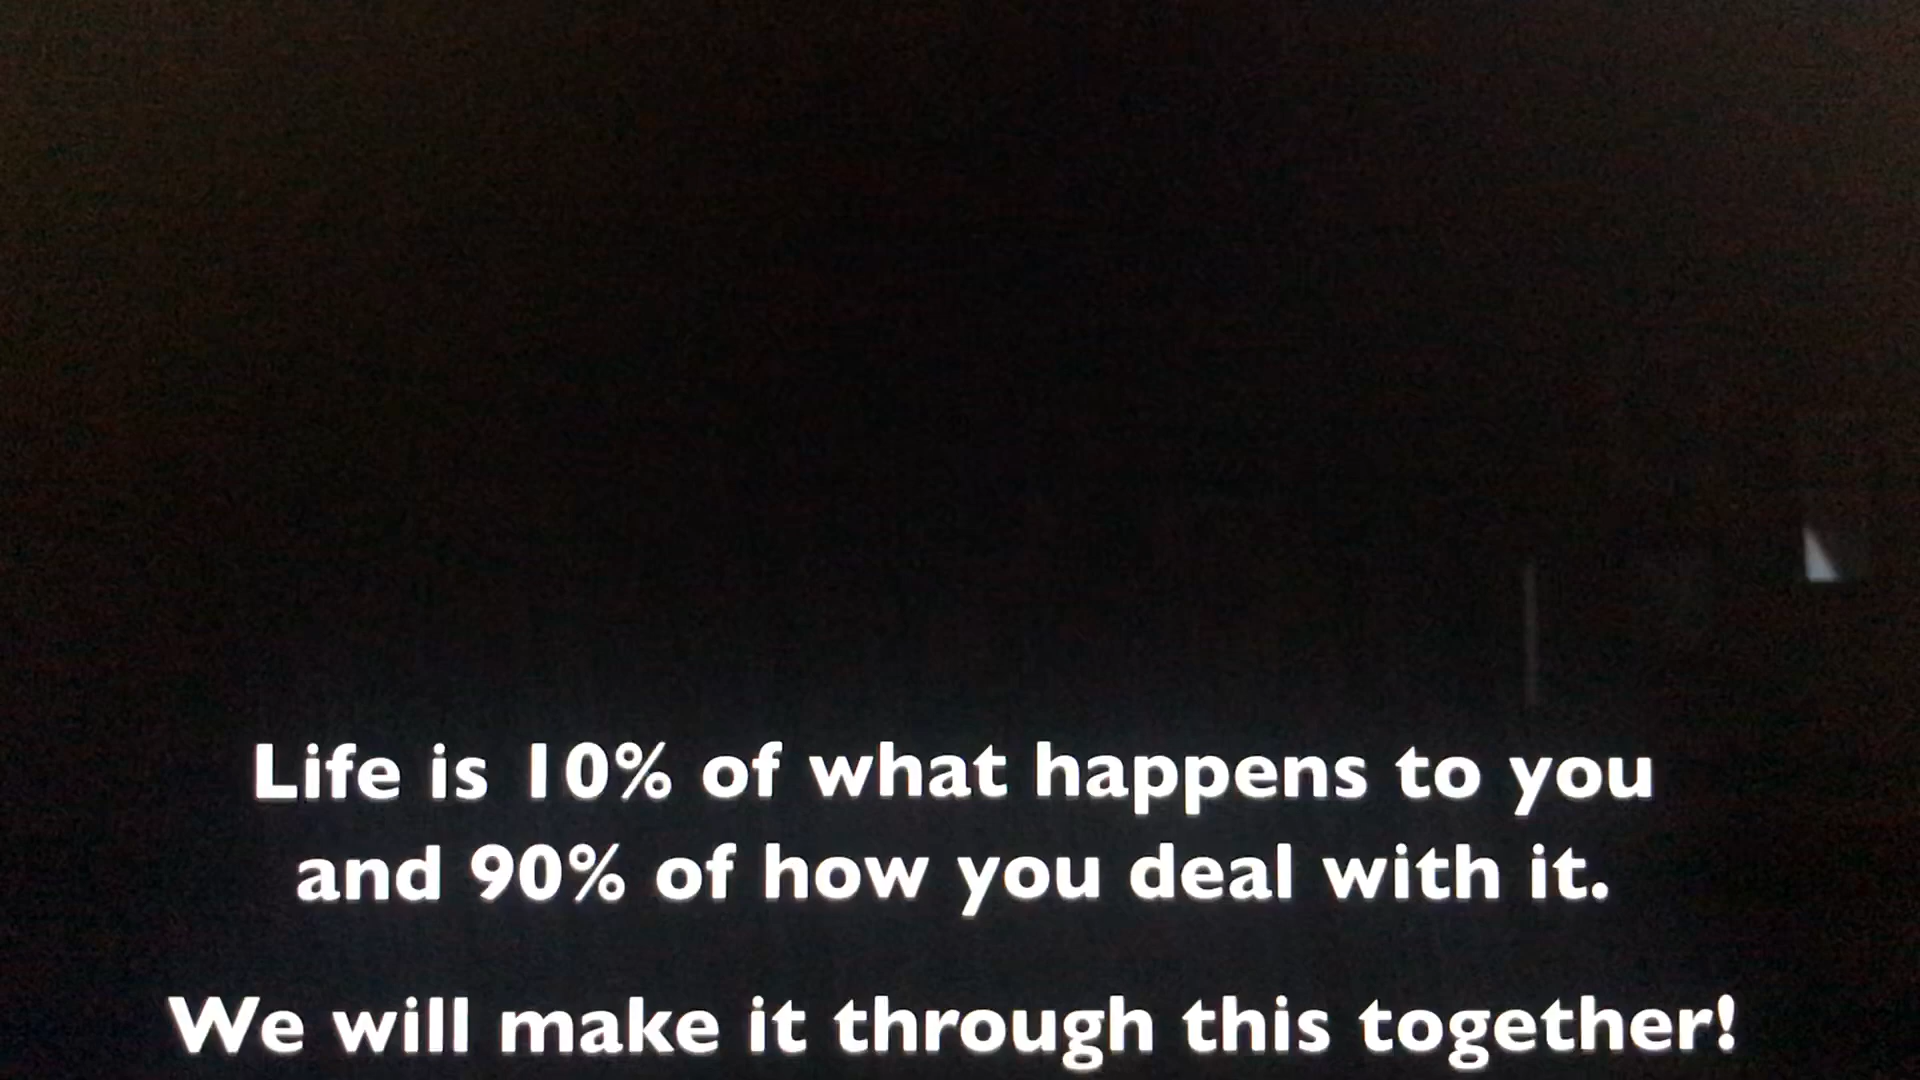 Life is 10% of what happens to you
and 90% of how you deal with it.
We will make it through this together!